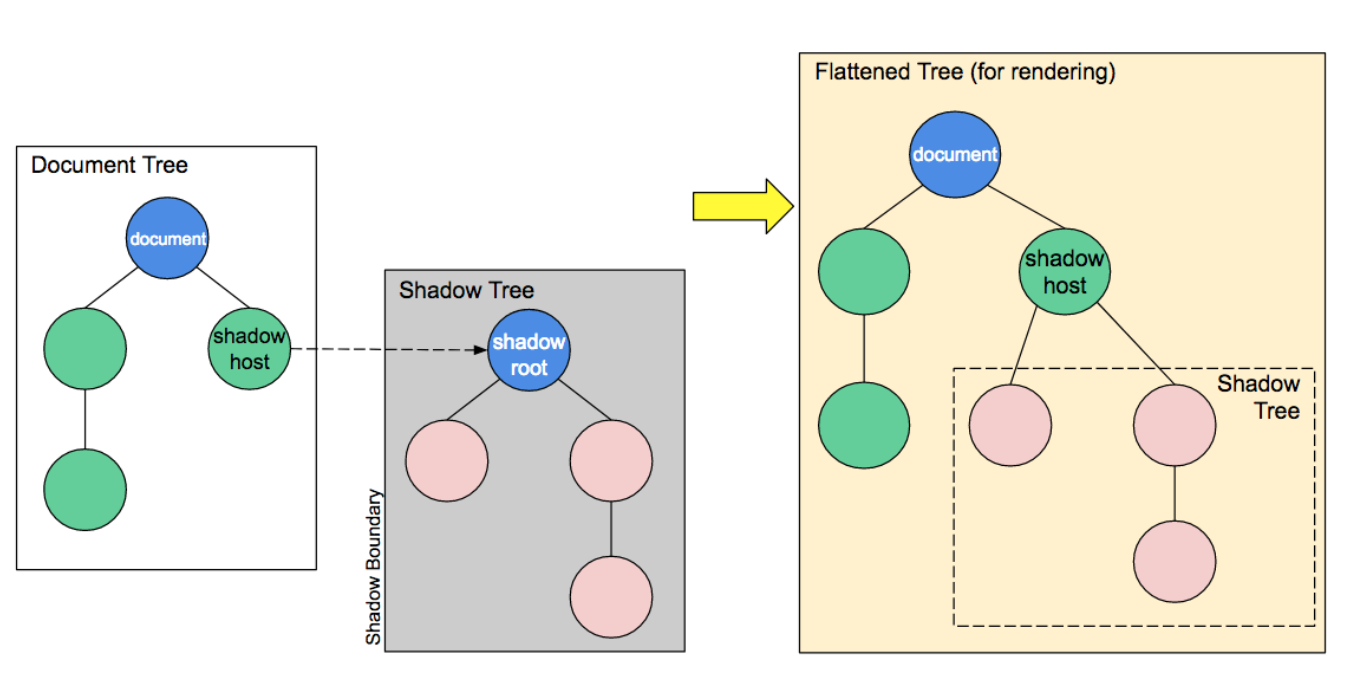 Document Tree
document
shadow
host
Shadow Tree
shadow
root
Shadow Boundary
Flattened Tree (for rendering)
document
shadow
host
Shadow
Tree